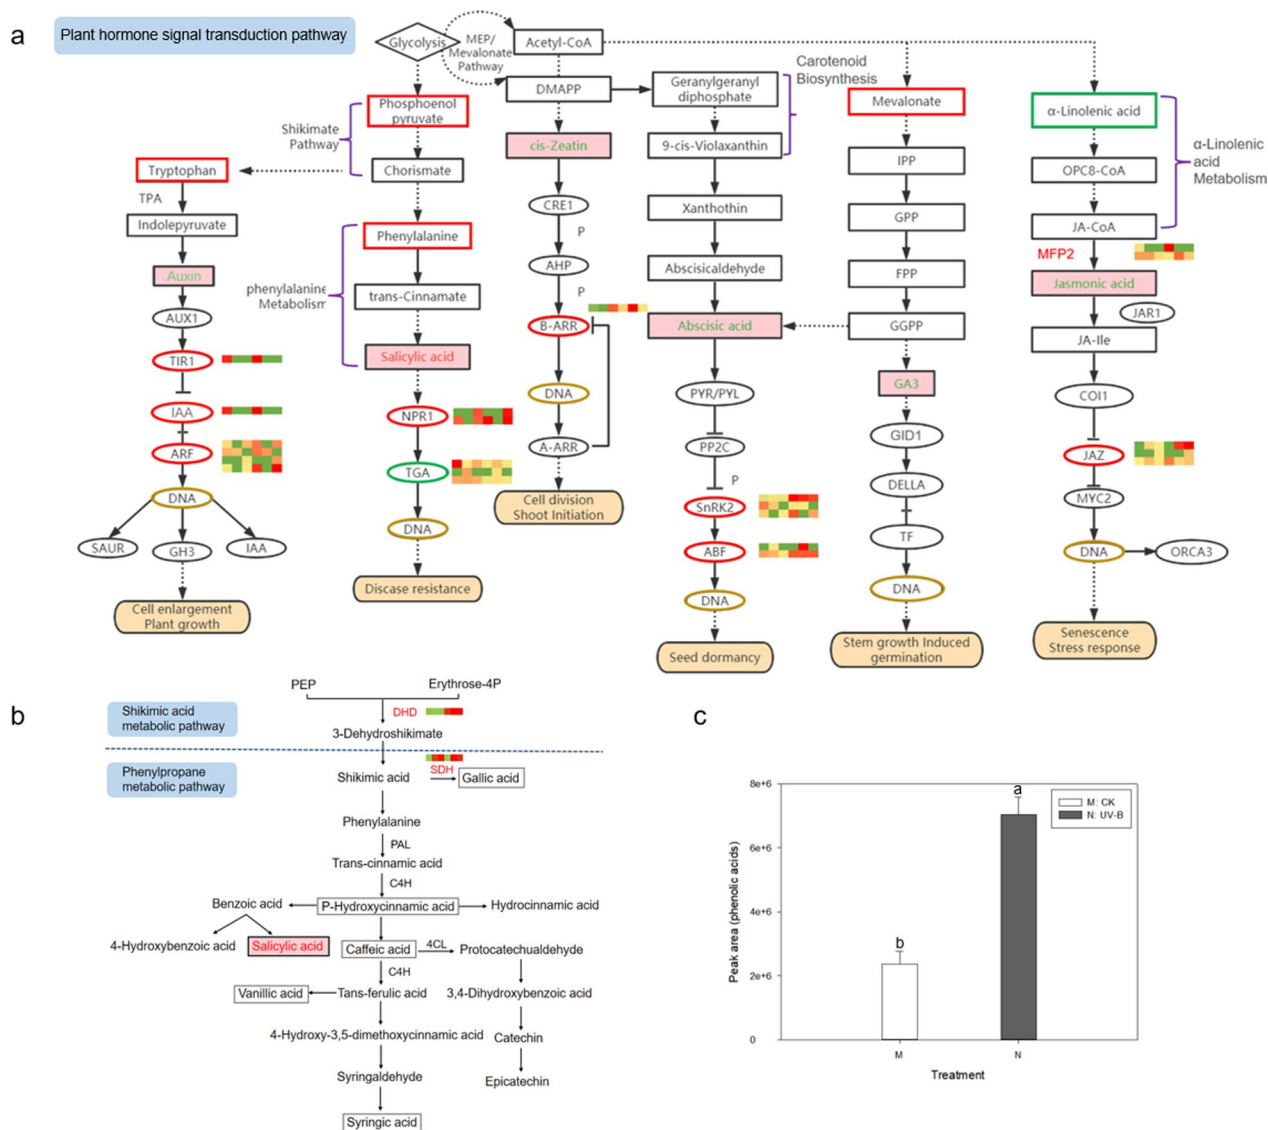 a
Plant hormone signal transduction pathway
Glycolysis
MEP/
Mevalonate
Pathway
Acetyl-CoA
DMAPP
Geranylgeranyl
diphosphate
Carotenoid
Biosynthesis
Phosphoenol
pyruvate
Mevalonate
α-Linolenic acid
Shikimate
Pathway
cis-Zeatin
9-cis-Violaxanthin
IPP
α-Linolenic
acid
Metabolism
Tryptophan
Chorismate
OPC8-CoA
TPA
Indolepyruvate
CRE1
Xanthothin
GPP
JA-CoA
Phenylalanine
P
MFP2
Auxin
phenylalanine
Metabolism
AHP
Abscisicaldehyde
FPP
Jasmonic acid
trans-Cinnamate
P
AUX1
B-ARR
Abscisic acid
GGPP
JAR1
JA-Ile
TIR1
Salicylic acid
GA3
DNA
PYR/PYL
COI1
IAA
NPR1
GID1
ARF
A-ARR
PP2C
JAZ
TGA
P
DELLA
DNA
Cell division
Shoot Initiation
SnRK2
MYC2
DNA
TF
SAUR
GH3
IAA
ABF
DNA
ORCA3
Disease resistance
DNA
DNA
Cell enlargement
Plant growth
Seed dormancy
Stem growth Induced
germination
Senescence
Stress response
b
PEP
Erythrose-4P
Shikimic acid
metabolic pathway
DHD
3-Dehydroshikimate
Phenylpropane
metabolic pathway
SDH
Shikimic acid
Gallic acid
Phenylalanine
PAL
Trans-cinnamic acid
C4H
Benzoic acid
P-Hydroxycinnamic acid
Hydrocinnamic acid
4-Hydroxybenzoic acid
Salicylic acid
Caffeic acid
4CL
Protocatechualdehyde
C4H
Vanillic acid
Tans-ferulic acid
3,4-Dihydroxybenzoic acid
4-Hydroxy-3,5-dimethoxycinnamic acid
Catechin
Syringaldehyde
Epicatechin
Syringic acid
c
8e+6
6e+6
4e+6
2e+6
0
Peak area (phenolic acids)
b
a
M: CK
N: UV-B
M
N
Treatment